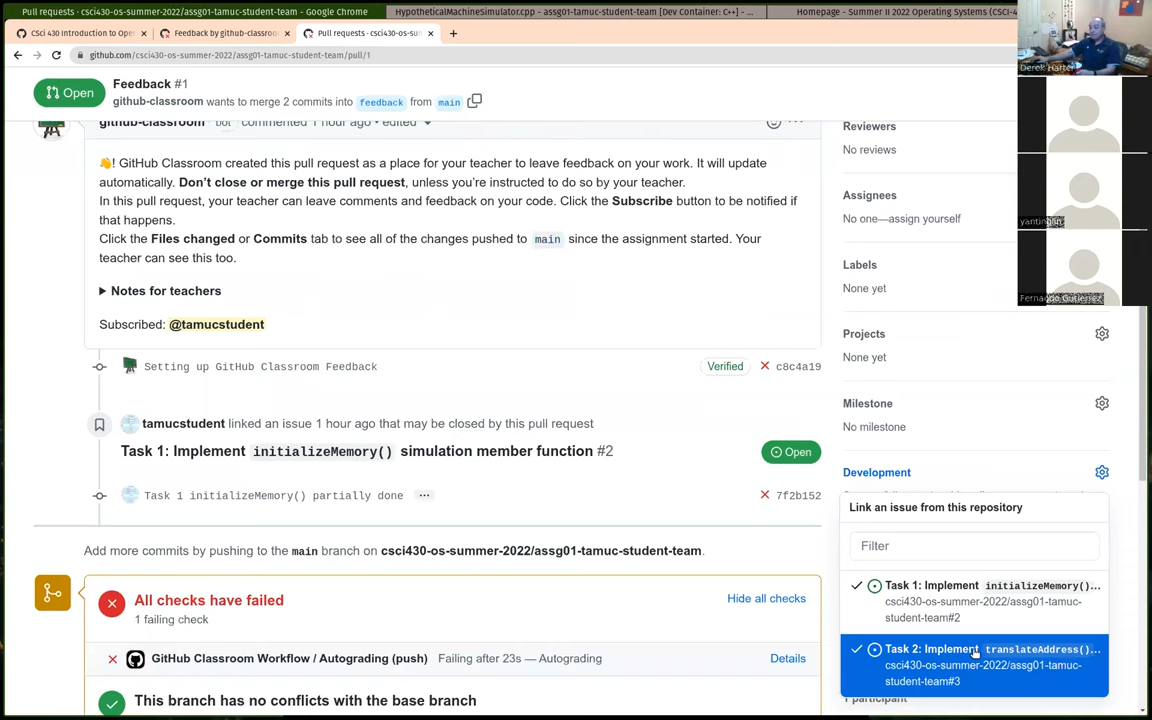 Pull requests · csci430-os-summer-2022/assg01-tamuc-student-team - Google Chrome
HypotheticalMachineSimulator.cpp - assg01-tamuc-student-team [Dev Container: C++] - ...
Homepage - Summer II 2022 Operating Systems (CSCI-4
CSci 430 Introduction to Ope
Feedback by github-classroom
Pull requests · csci430-os-sum
github.com/csci430-os-summer-2022/assg01-tamuc-student-team/pull/1
Derek Harter
yantinglin
Fernando Gutierrez
Open
Feedback #1
github-classroom wants to merge 2 commits into feedback from main
github-classroom bot commented 1 hour ago • edited
👋! GitHub Classroom created this pull request as a place for your teacher to leave feedback on your work. It will update
automatically. Don't close or merge this pull request, unless you're instructed to do so by your teacher.
In this pull request, your teacher can leave comments and feedback on your code. Click the Subscribe button to be notified if
that happens.
Click the Files changed or Commits tab to see all of the changes pushed to main since the assignment started. Your
teacher can see this too.
Notes for teachers
Subscribed: @tamucstudent
Setting up GitHub Classroom Feedback
Verified
c8c4a19
tamucstudent linked an issue 1 hour ago that may be closed by this pull request
Task 1: Implement initializeMemory() simulation member function #2
Open
Task 1 initializeMemory() partially done ...
7f2b152
Add more commits by pushing to the main branch on csci430-os-summer-2022/assg01-tamuc-student-team.
All checks have failed
1 failing check
Hide all checks
GitHub Classroom Workflow / Autograding (push) Failing after 23s — Autograding
Details
This branch has no conflicts with the base branch
Reviewers
No reviews
Assignees
No one—assign yourself
Labels
None yet
Projects
None yet
Milestone
No milestone
Development
Link an issue from this repository
Filter
Task 1: Implement initializeMemory()...
csci430-os-summer-2022/assg01-tamuc-
student-team#2
Task 2: Implement translateAddress()...
csci430-os-summer-2022/assg01-tamuc-
student-team#3
1 participant